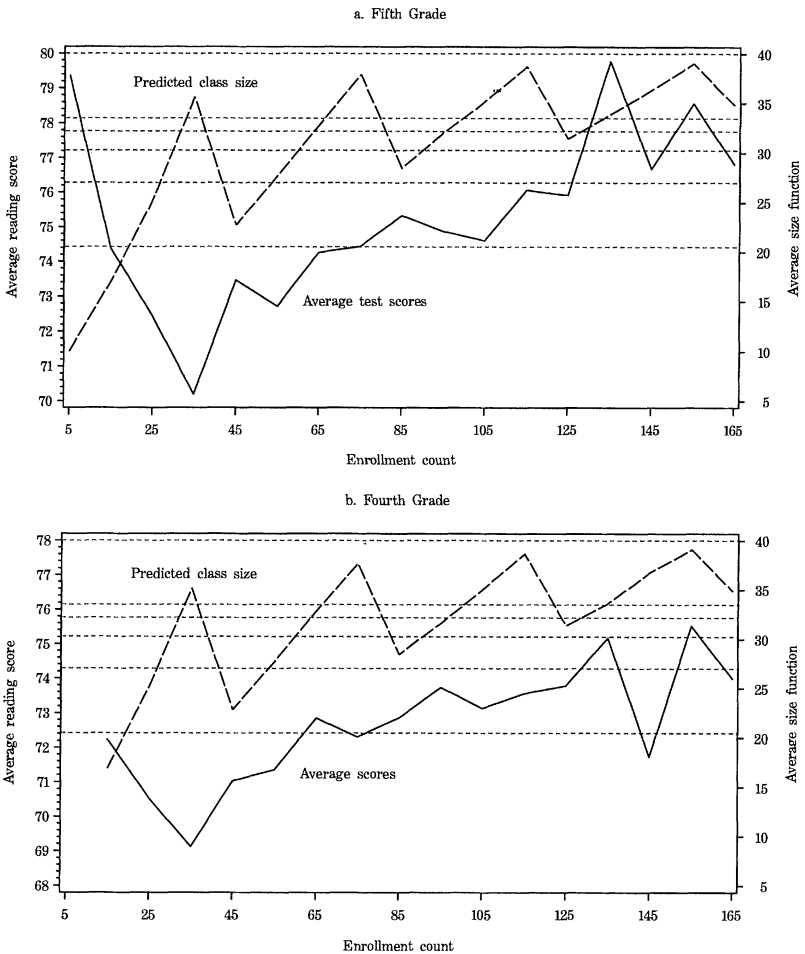 a. Fifth Grade
80
79
78
77
76
75
74
73
72
71
70
Average reading score
Predicted class size
Average test scores
40
35
30
25
20
15
10
5
Average size function
5 25 45 65 85 105 125 145 165
Enrollment count
b. Fourth Grade
78
77
76
75
74
73
72
71
70
69
68
Average reading score
Predicted class size
Average scores
40
35
30
25
20
15
10
5
Average size function
5 25 45 65 85 105 125 145 165
Enrollment count